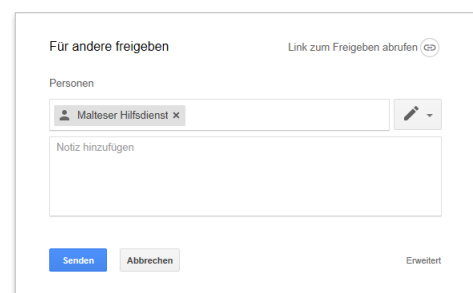 Für andere freigeben
Link zum Freigeben abrufen
Personen
Malteser Hilfsdienst ×
Notiz hinzufügen
Senden
Abbrechen
Erweitert